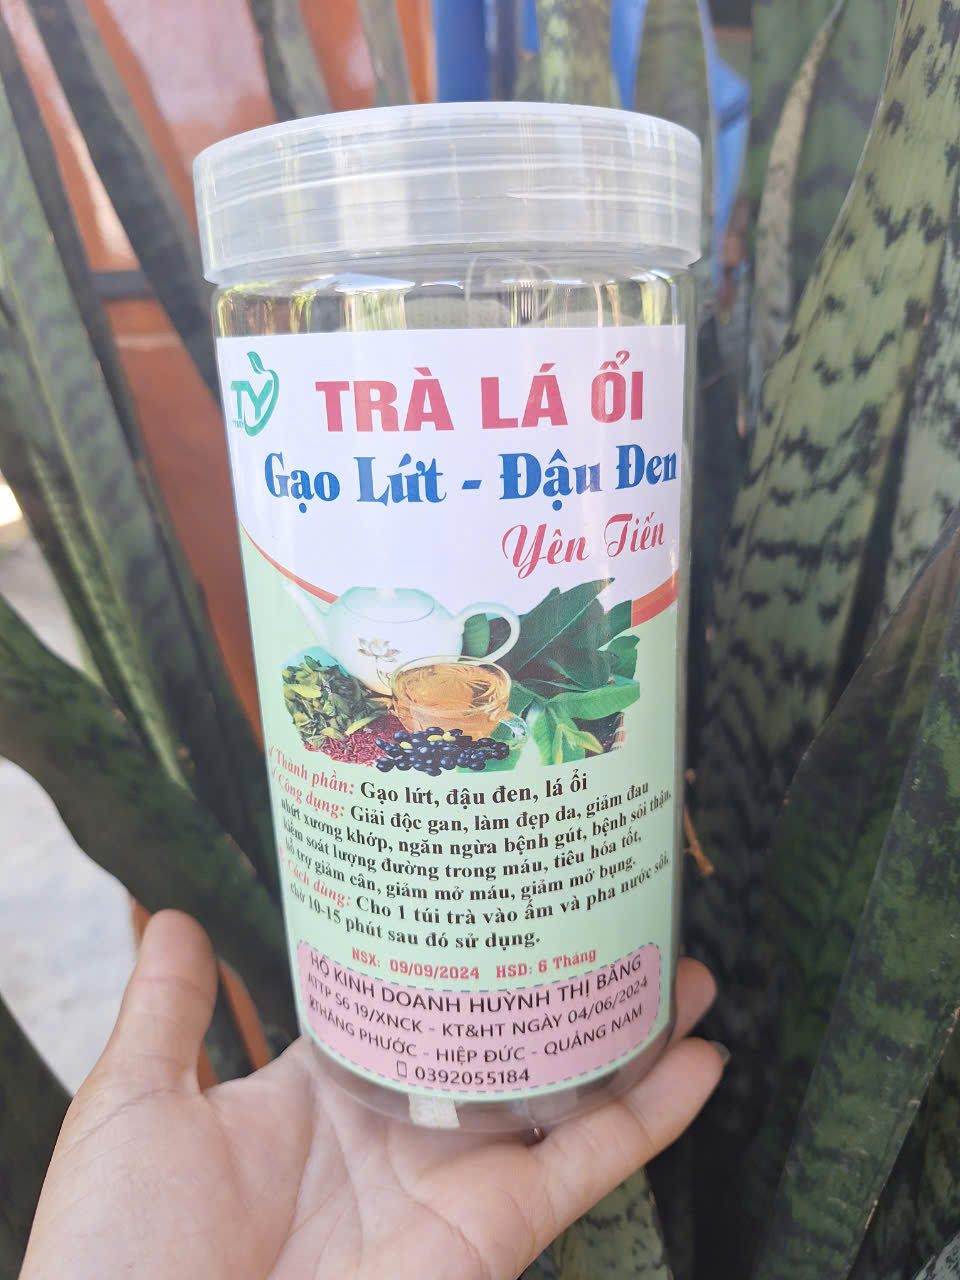 TY
TRÀ LÁ ỔI
Gạo Lứt - Đậu Đen
Yên Tiến
✓ Thành phần: Gạo lứt, đậu đen, lá ổi
✓ Công dụng: Giải độc gan, làm đẹp da, giảm đau
nhứt xương khớp, ngăn ngừa bệnh gút, bệnh sỏi thận,
kiểm soát lượng đường trong máu, tiêu hóa tốt,
hỗ trợ giảm cân, giảm mở máu, giảm mở bụng.
Cách dùng: Cho 1 túi trà vào ấm và pha nước sôi,
chờ 10-15 phút sau đó sử dụng.
NSX: 09/09/2024 HSD: 6 Tháng
HỘ KINH DOANH HUỲNH THỊ BẰNG
ATTP Số 19/XNCK - KT&HT NGÀY 04/06/2024
THĂNG PHƯỚC - HIỆP ĐỨC - QUẢNG NAM
0392055184